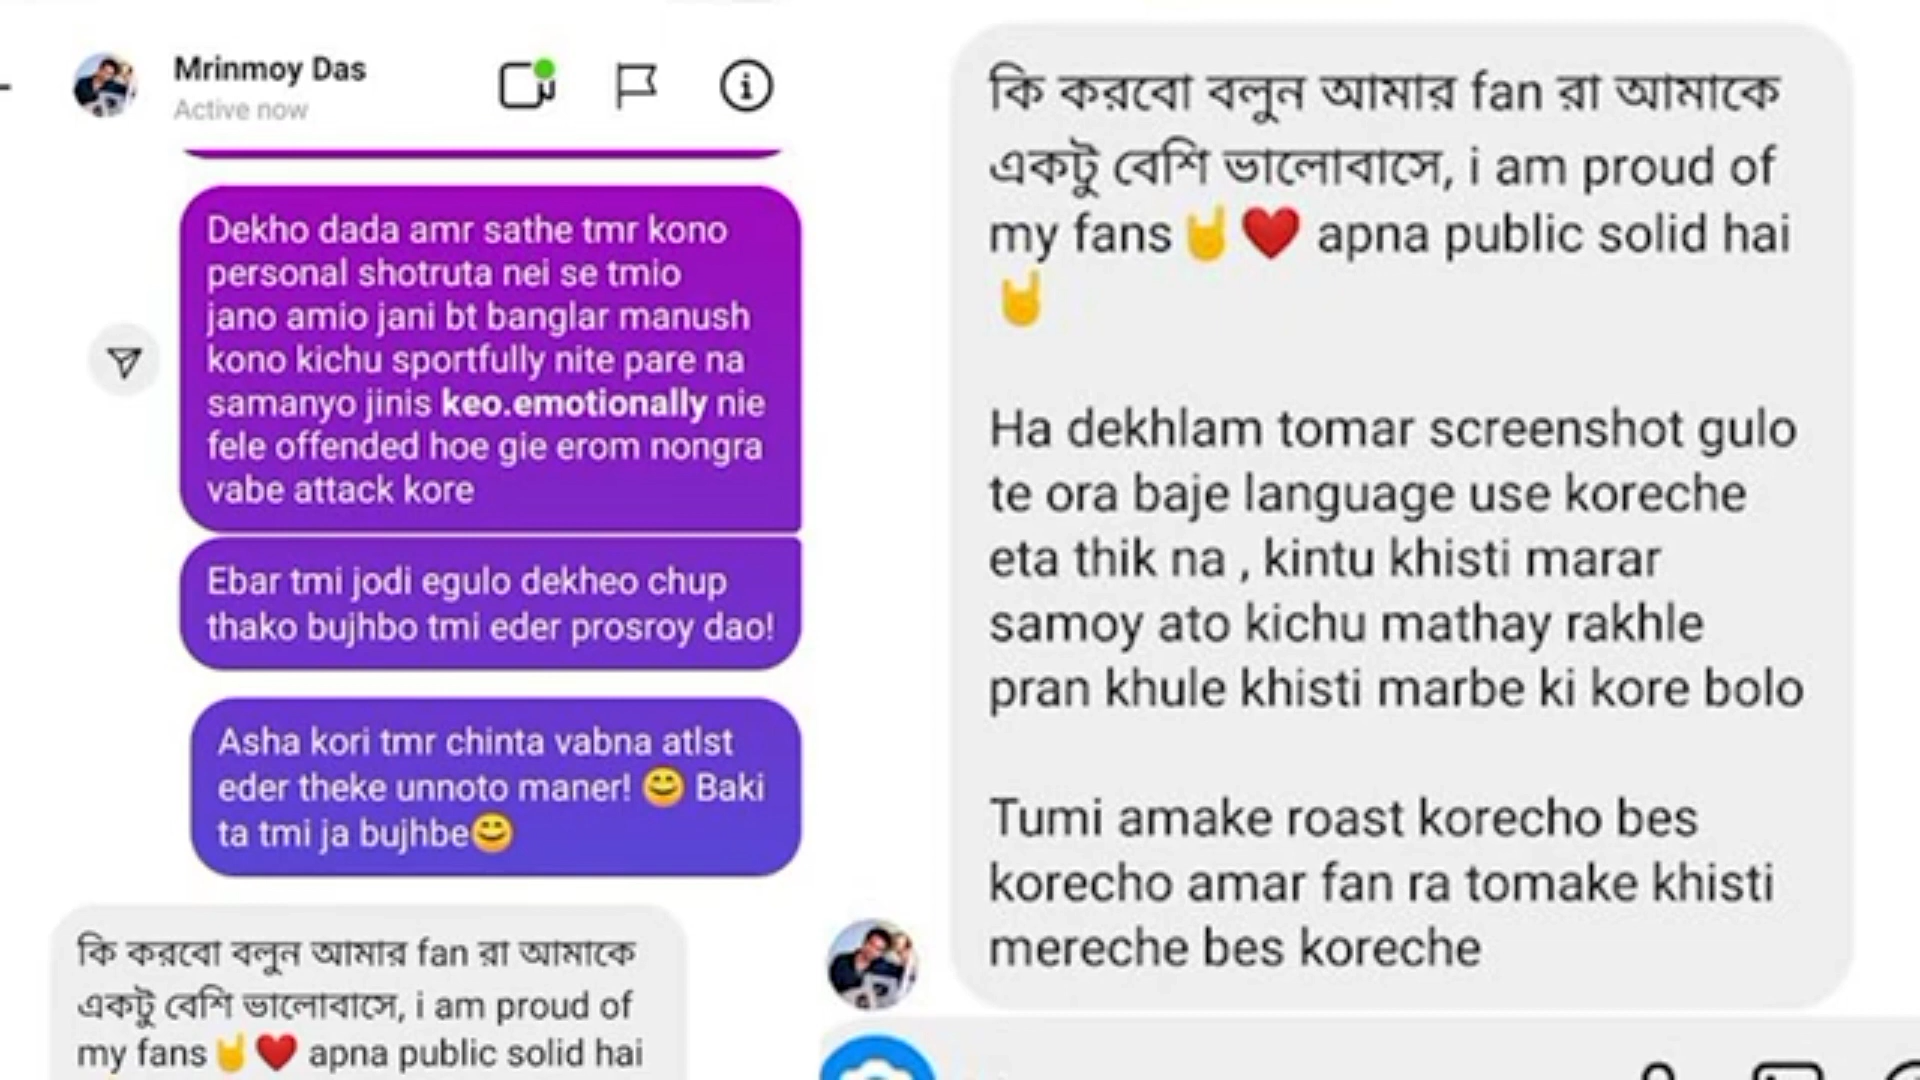 Mrinmoy Das
Active now
Dekho dada amr sathe tmr kono
personal shotruta nei se tmio
jano amio jani bt banglar manush
kono kichu sportfully nite pare na
samanyo jinis keo.emotionally nie
fele offended hoe gie erom nongra
vabe attack kore
Ebar tmi jodi egulo dekheo chup
thako bujhbo tmi eder prosroy dao!
Asha kori tmr chinta vabna atlst
eder theke unnoto maner! 😊 Baki
ta tmi ja bujhbe😊
কি করবো বলুন আমার fan রা আমাকে
একটু বেশি ভালোবাসে, i am proud of
my fans🤘❤️ apna public solid hai
কি করবো বলুন আমার fan রা আমাকে
একটু বেশি ভালোবাসে, i am proud of
my fans🤘❤️ apna public solid hai
🤘
Ha dekhlam tomar screenshot gulo
te ora baje language use koreche
eta thik na , kintu khisti marar
samoy ato kichu mathay rakhle
pran khule khisti marbe ki kore bolo
Tumi amake roast korecho bes
korecho amar fan ra tomake khisti
mereche bes koreche